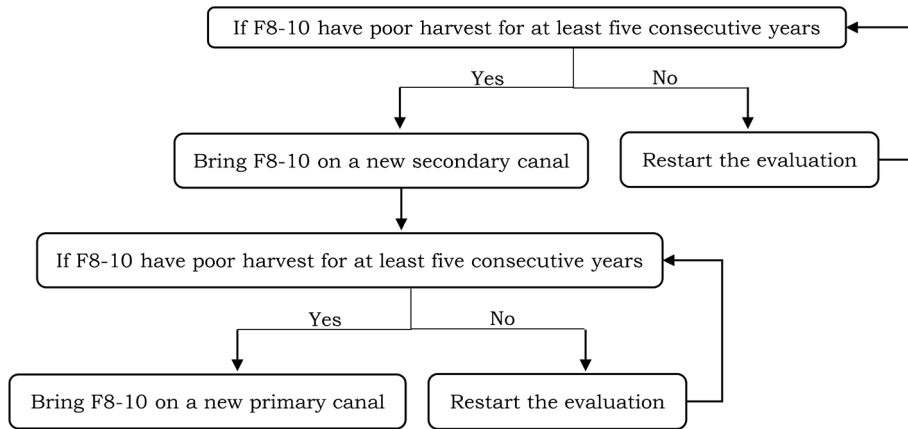 If F8-10 have poor harvest for at least five consecutive years
Yes
No
Bring F8-10 on a new secondary canal
Restart the evaluation
If F8-10 have poor harvest for at least five consecutive years
Yes
No
Bring F8-10 on a new primary canal
Restart the evaluation